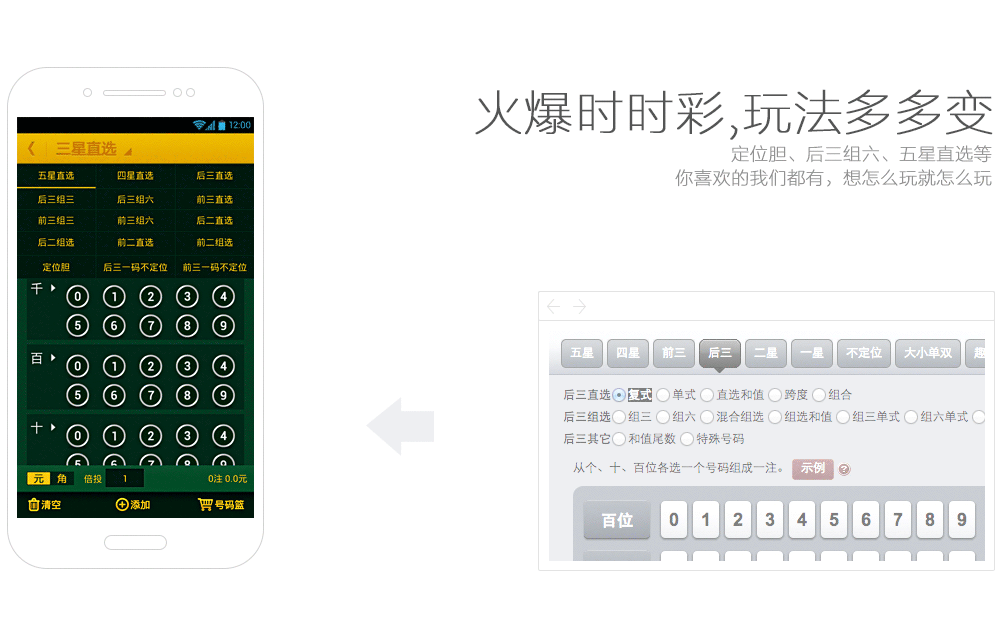 火爆时时彩,玩法多多变
定位胆、后三组六、五星直选等
你喜欢的我们都有，想怎么玩就怎么玩
12:00
三星直选
五星直选 四星直选 后三直选
后三组三 后三组六 前三直选
前三组三 前三组六 后二直选
后二组选 前二直选 前二组选
定位胆 后三一码不定位 前三一码不定位
千 0 1 2 3 4
5 6 7 8 9
百 0 1 2 3 4
5 6 7 8 9
十 0 1 2 3 4
5 6 7 8 9
元 角 倍投 1 0注 0.0元
清空 添加 号码篮
五星 四星 前三 后三 二星 一星 不定位 大小单双 趣
后三直选 复式 单式 直选和值 跨度 组合
后三组选 组三 组六 混合组选 组选和值 组三单式 组六单式
后三其它 和值尾数 特殊号码
从个、十、百位各选一个号码组成一注。 示例 ?
百位 0 1 2 3 4 5 6 7 8 9